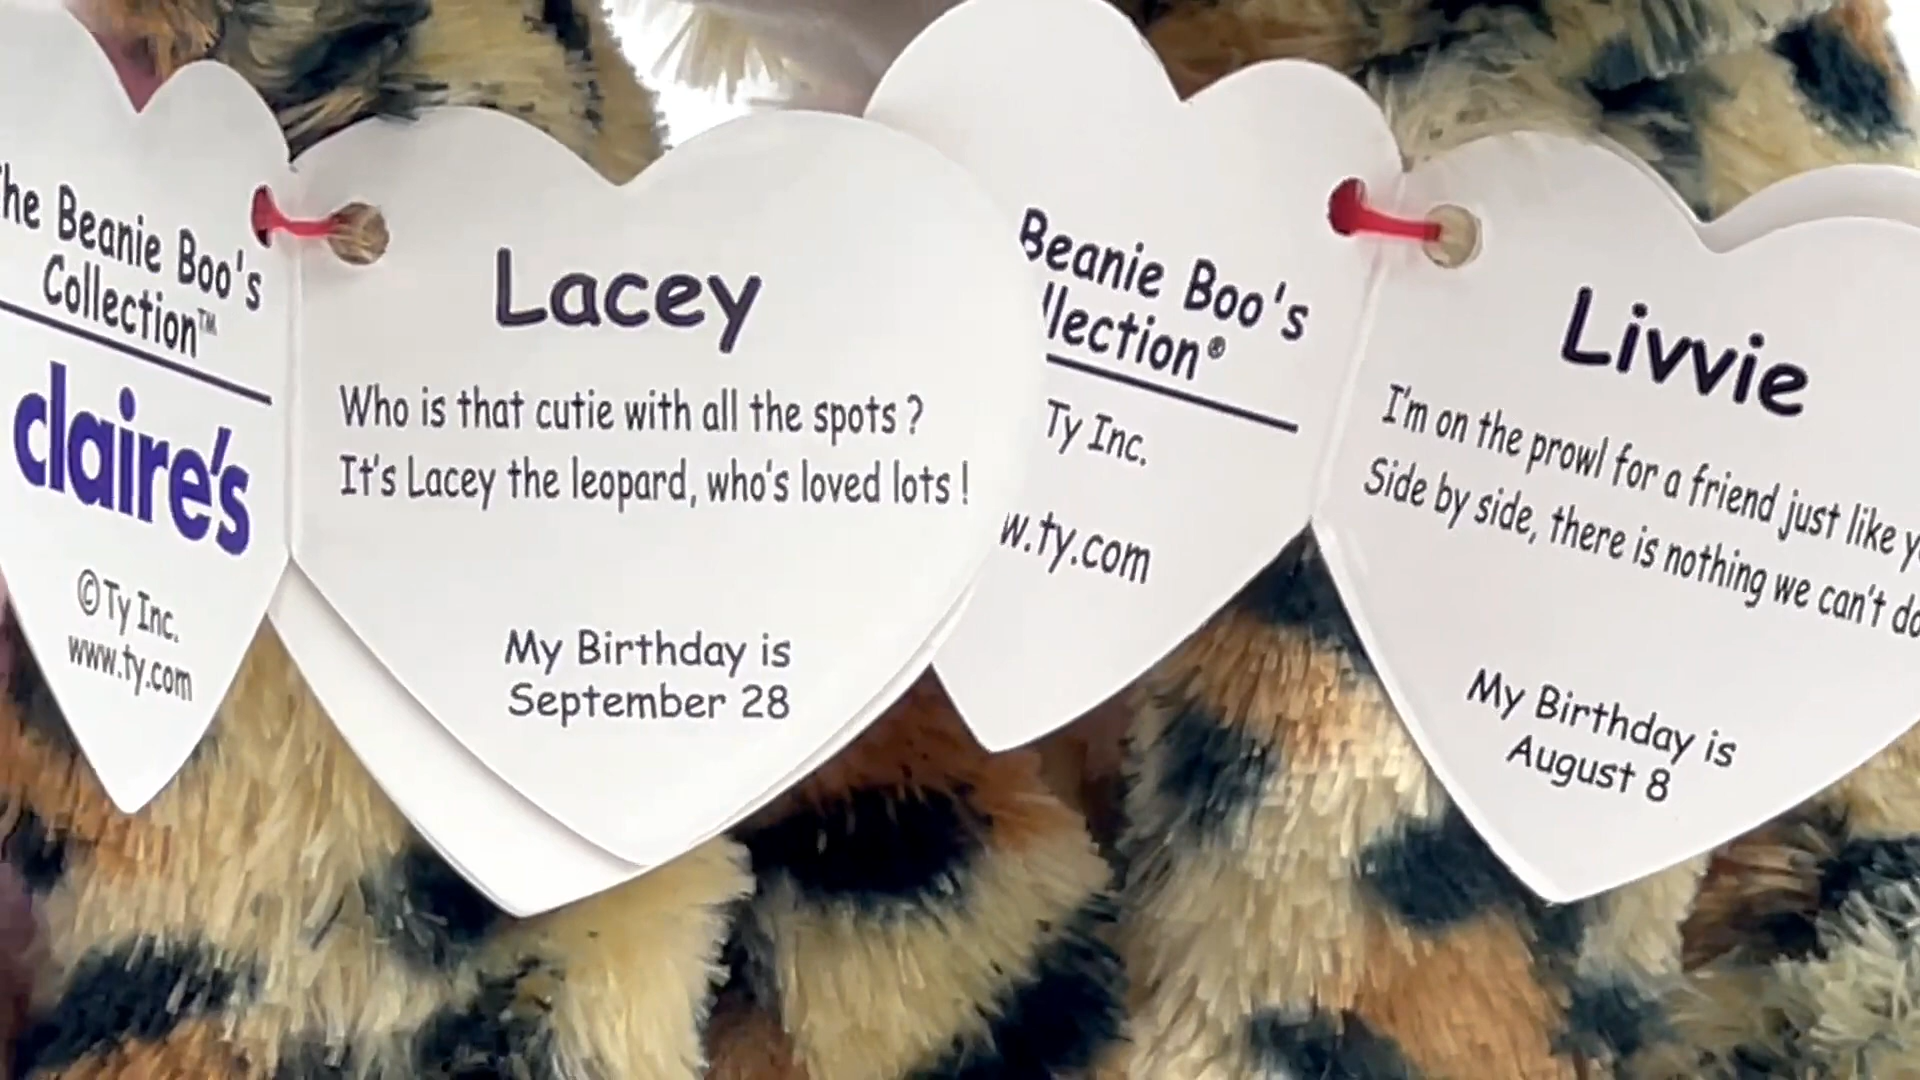 The Beanie Boo's
Collection™
claire's
©Ty Inc.
www.ty.com
Lacey
Who is that cutie with all the spots ?
It's Lacey the leopard, who's loved lots !
My Birthday is
September 28
Beanie Boo's
llection®
Ty Inc.
w.ty.com
Livvie
I'm on the prowl for a friend just like
Side by side, there is nothing we can't do
My Birthday is
August 8